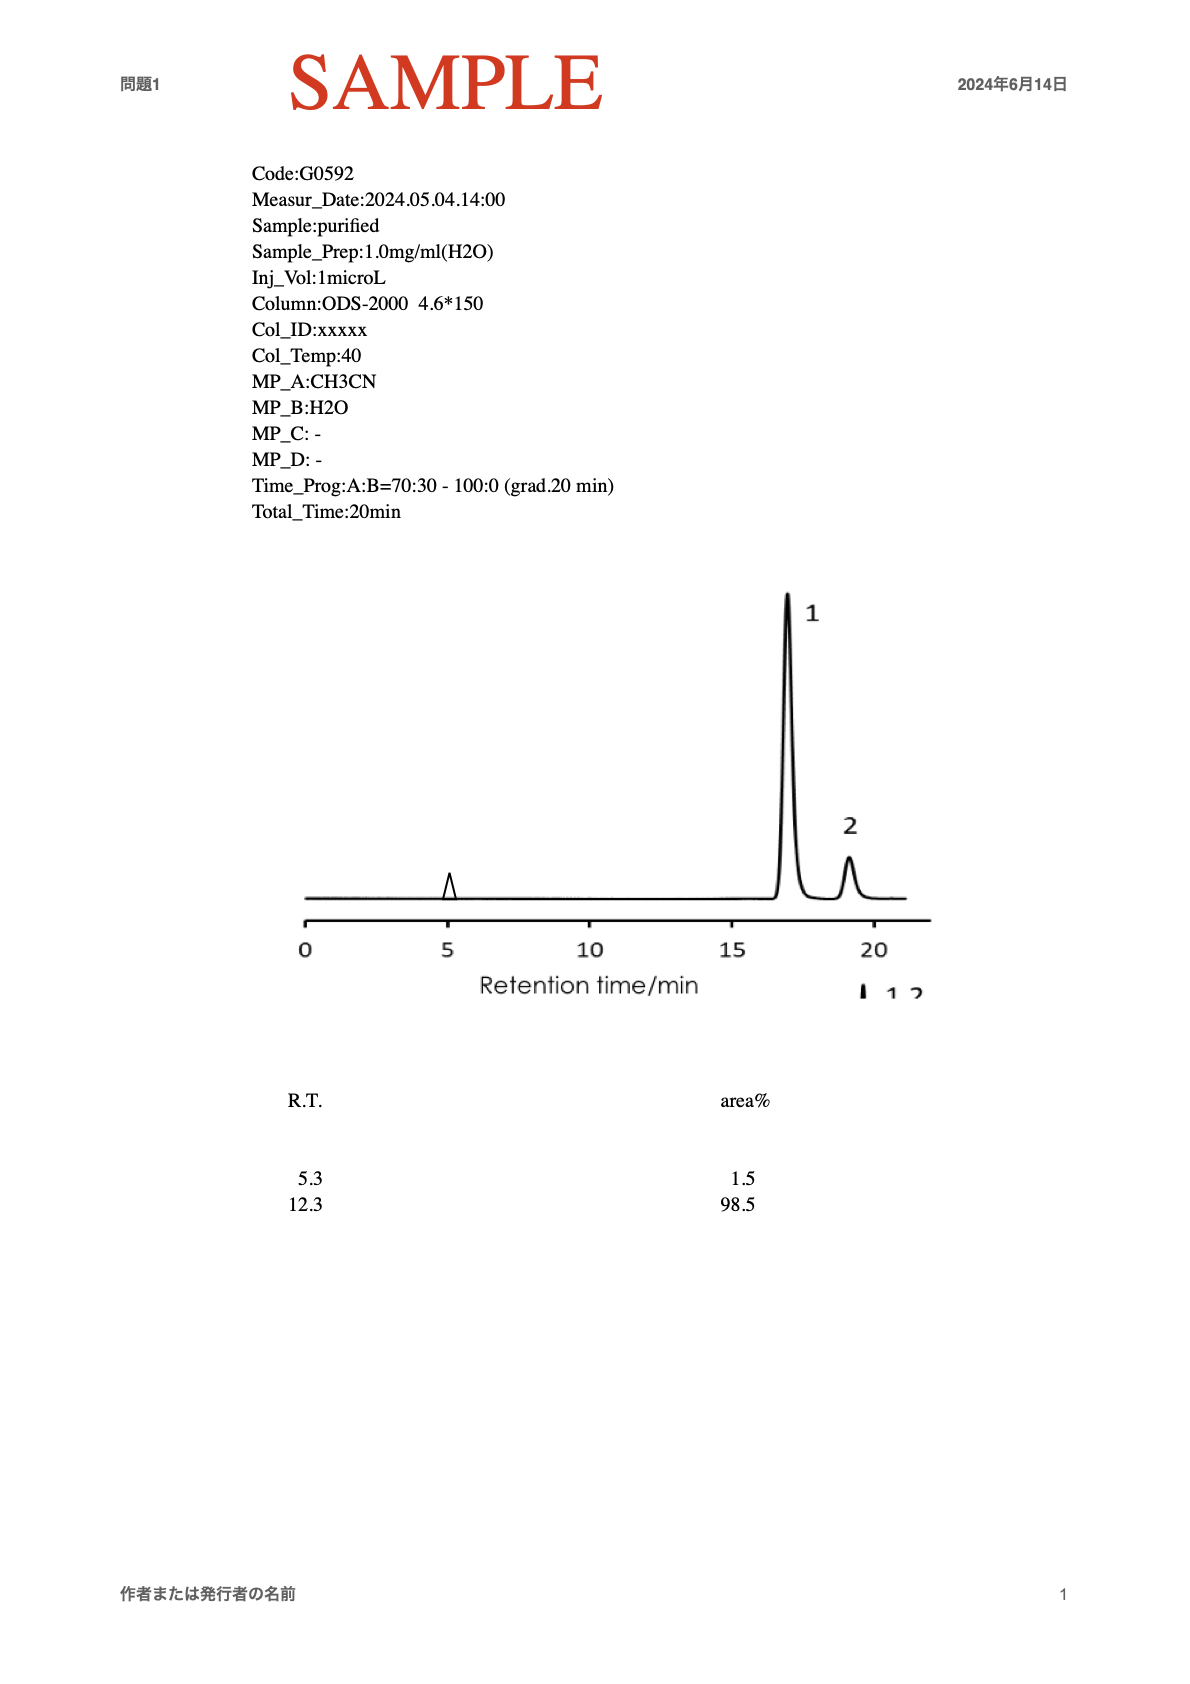 問題1
SAMPLE
2024年6月14日
Code:G0592
Measur_Date:2024.05.04.14:00
Sample:purified
Sample_Prep:1.0mg/ml(H2O)
Inj_Vol:1microL
Column:ODS-2000  4.6*150
Col_ID:xxxxx
Col_Temp:40
MP_A:CH3CN
MP_B:H2O
MP_C: -
MP_D: -
Time_Prog:A:B=70:30 - 100:0 (grad.20 min)
Total_Time:20min
1
2
0 5 10 15 20
Retention time/min
R.T. area%
5.3 1.5
12.3 98.5
作者または発行者の名前
1